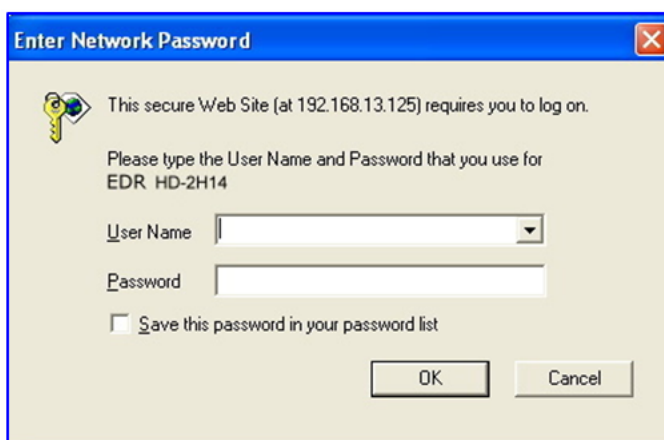 Enter Network Password
This secure Web Site (at 192.168.13.125) requires you to log on.
Please type the User Name and Password that you use for
EDR HD-2H14
User Name
Password
Save this password in your password list
OK Cancel